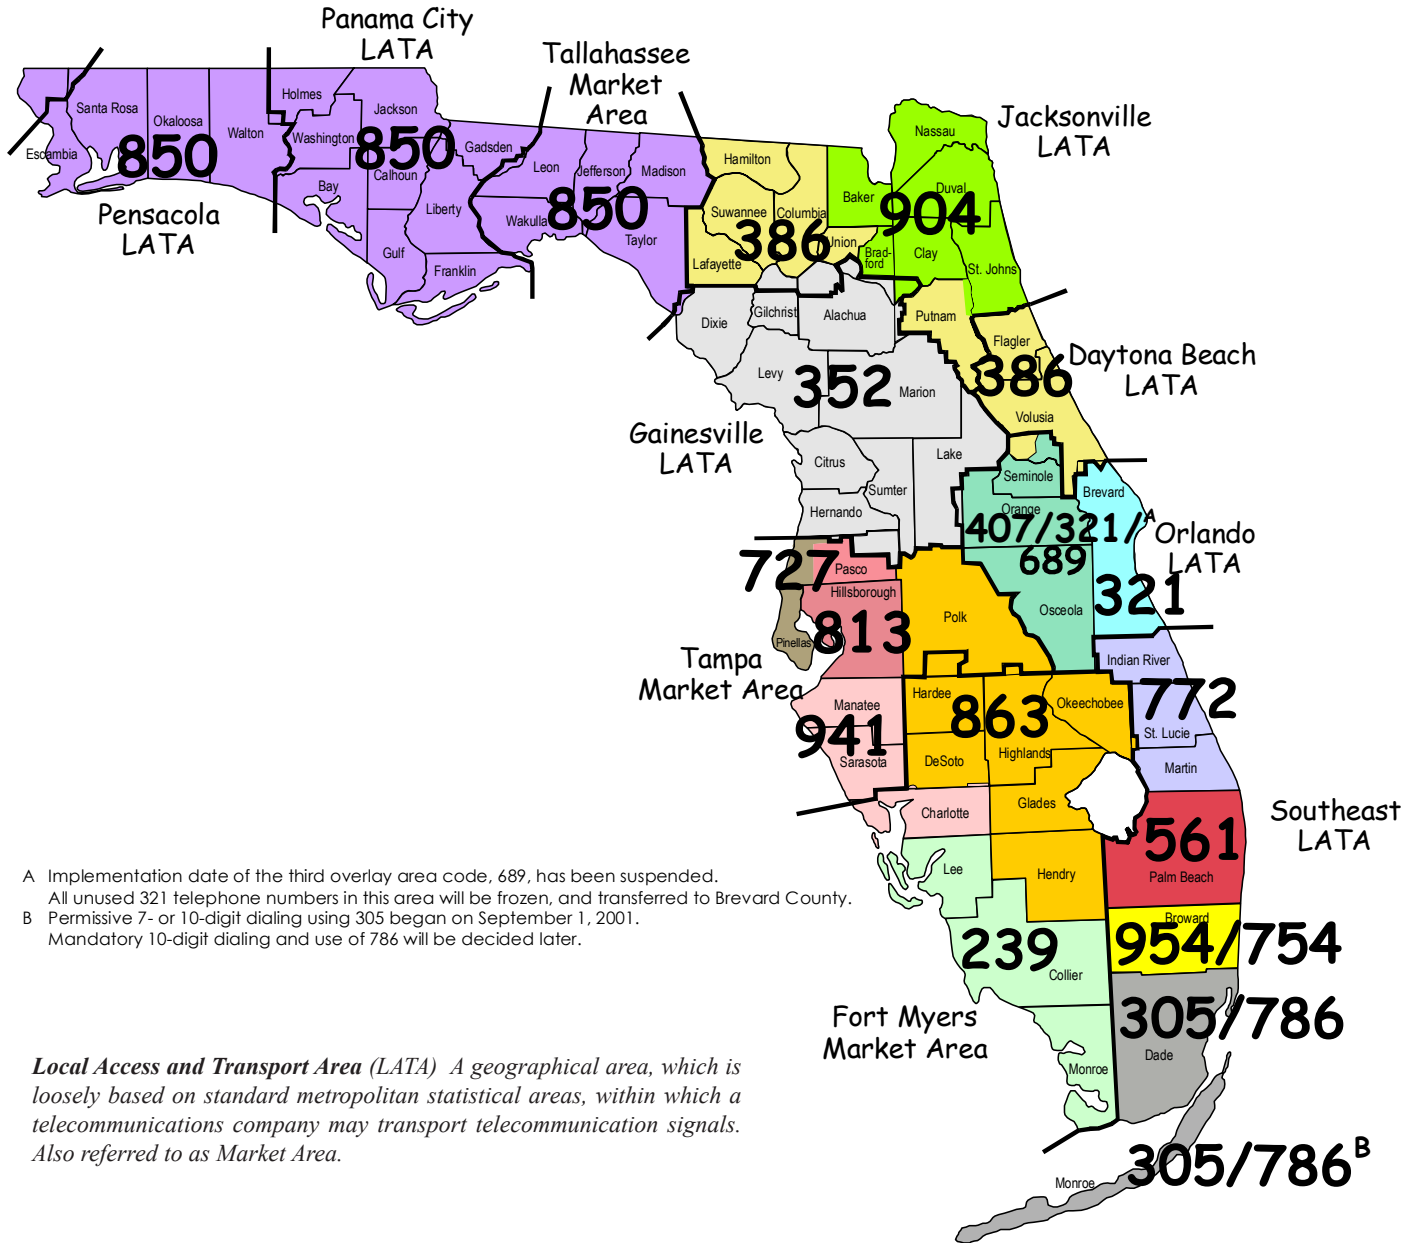 Panama City
LATA
Tallahassee
Market
Area
Jacksonville
LATA
Pensacola
LATA
Escambia
Santa Rosa
Okaloosa
850
Walton
Holmes
Jackson
Washington
850
Calhoun
Bay
Gulf
Liberty
Franklin
Gadsden
Leon
Jefferson
Madison
850
Wakulla
Taylor
Hamilton
Suwannee
Columbia
386
Lafayette
Union
Baker
Nassau
Duval
904
Brad-
ford
Clay
St. Johns
Dixie
Gilchrist
Alachua
Putnam
Flagler
386
Volusia
Daytona Beach
LATA
Levy
352
Marion
Gainesville
LATA
Citrus
Lake
Sumter
Hernando
Seminole
Orange
407/321/A
689
Osceola
Brevard
321
Orlando
LATA
727
Pasco
Hillsborough
813
Pinellas
Polk
Tampa
Market Area
Indian River
772
St. Lucie
Martin
Manatee
941
Sarasota
Hardee
863
Okeechobee
DeSoto
Highlands
Charlotte
Glades
Southeast
LATA
561
Palm Beach
Lee
Hendry
Broward
954/754
239
Collier
305/786
Dade
Fort Myers
Market Area
Monroe
305/786B
Monroe
A Implementation date of the third overlay area code, 689, has been suspended.
All unused 321 telephone numbers in this area will be frozen, and transferred to Brevard County.
B Permissive 7- or 10-digit dialing using 305 began on September 1, 2001.
Mandatory 10-digit dialing and use of 786 will be decided later.
Local Access and Transport Area (LATA) A geographical area, which is
loosely based on standard metropolitan statistical areas, within which a
telecommunications company may transport telecommunication signals.
Also referred to as Market Area.